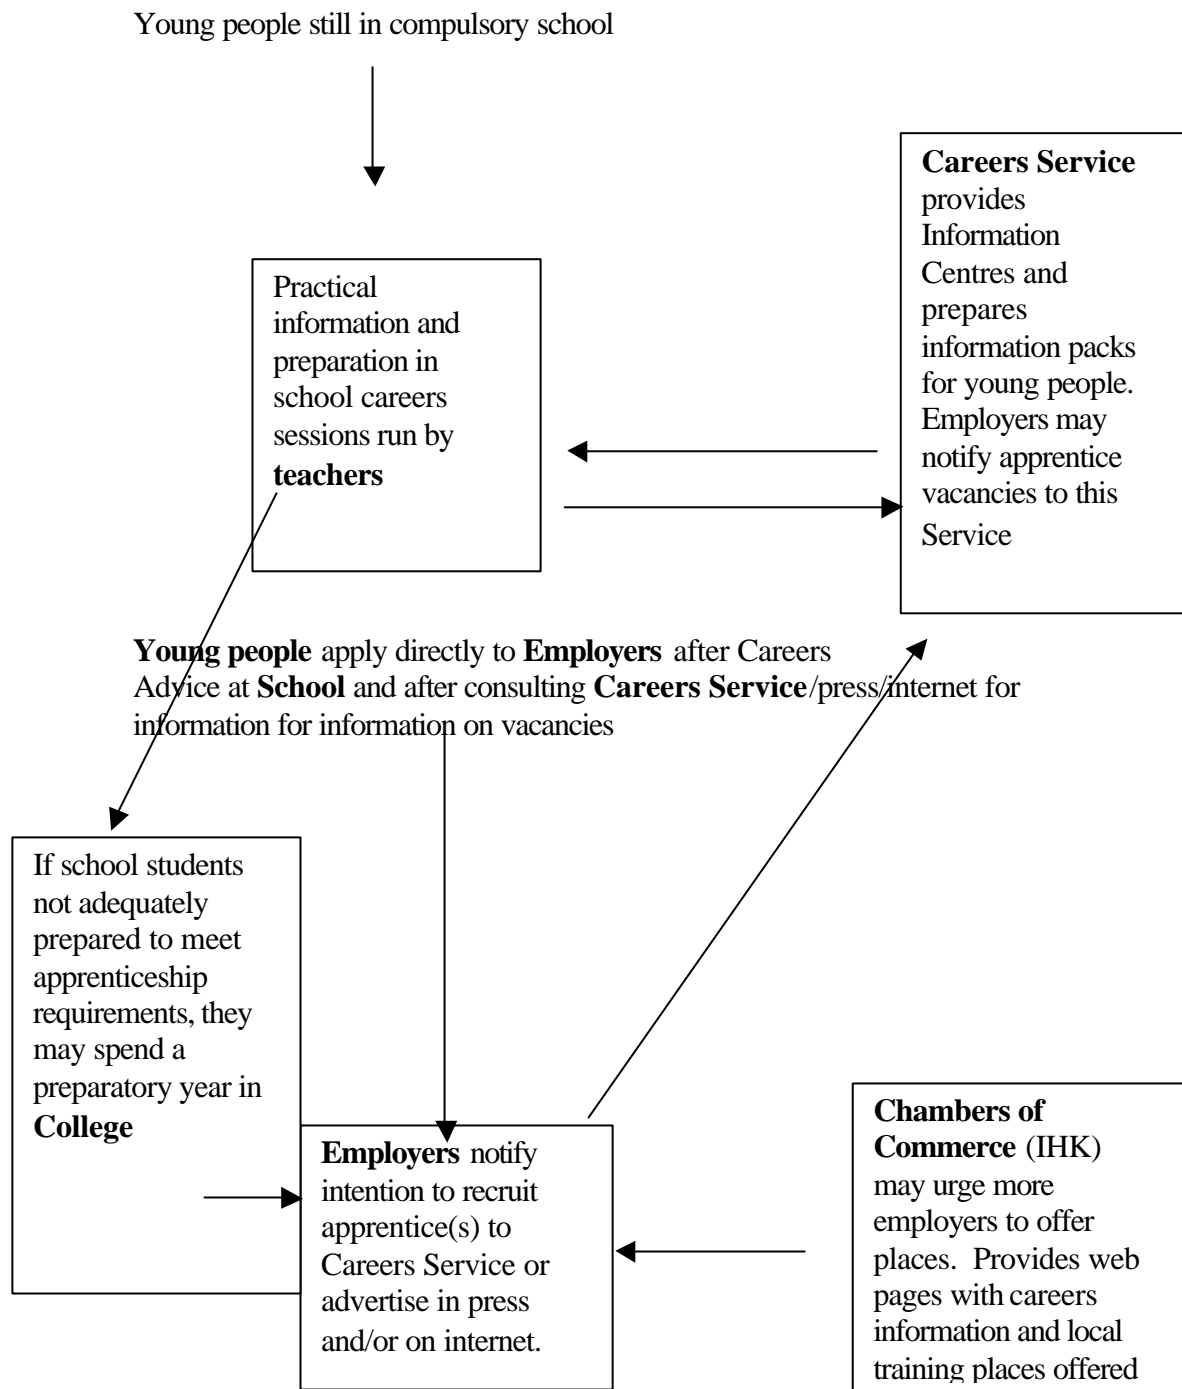 Young people still in compulsory school
Careers Service
provides
Information
Centres and
prepares
information packs
for young people.
Employers may
notify apprentice
vacancies to this
Service
Practical
information and
preparation in
school careers
sessions run by
teachers
Young people apply directly to Employers after Careers
Advice at School and after consulting Careers Service/press/internet for
information for information on vacancies
If school students
not adequately
prepared to meet
apprenticeship
requirements, they
may spend a
preparatory year in
College
Employers notify
intention to recruit
apprentice(s) to
Careers Service or
advertise in press
and/or on internet.
Chambers of
Commerce (IHK)
may urge more
employers to offer
places. Provides web
pages with careers
information and local
training places offered